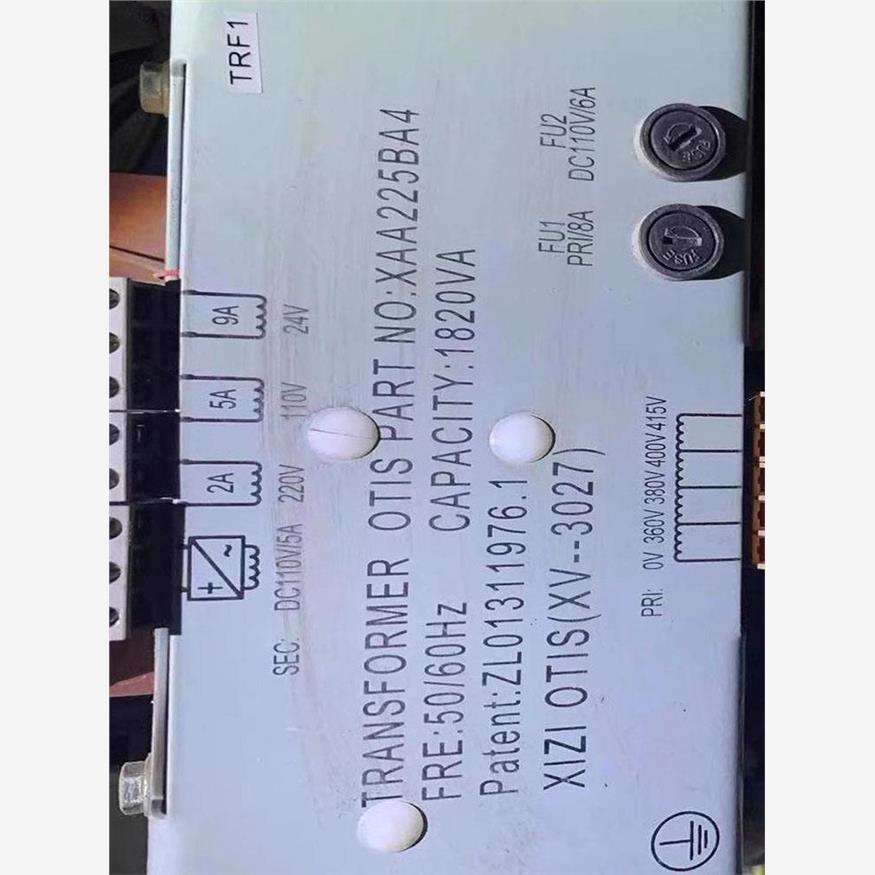 TRF1
9A
5A
2A
+ ~
SEC: DC110V/5A 220V 110V 24V
TRANSFORMER OTIS PART NO:XAA225BA4
FRE:50/60Hz CAPACITY:1820VA
Patent:ZL01311976.1
XIZI OTIS(XV--3027)
FU1 FU2
PRI/8A DC110V/6A
FUSE
FUSE
PRI: 0V 360V 380V 400V 415V